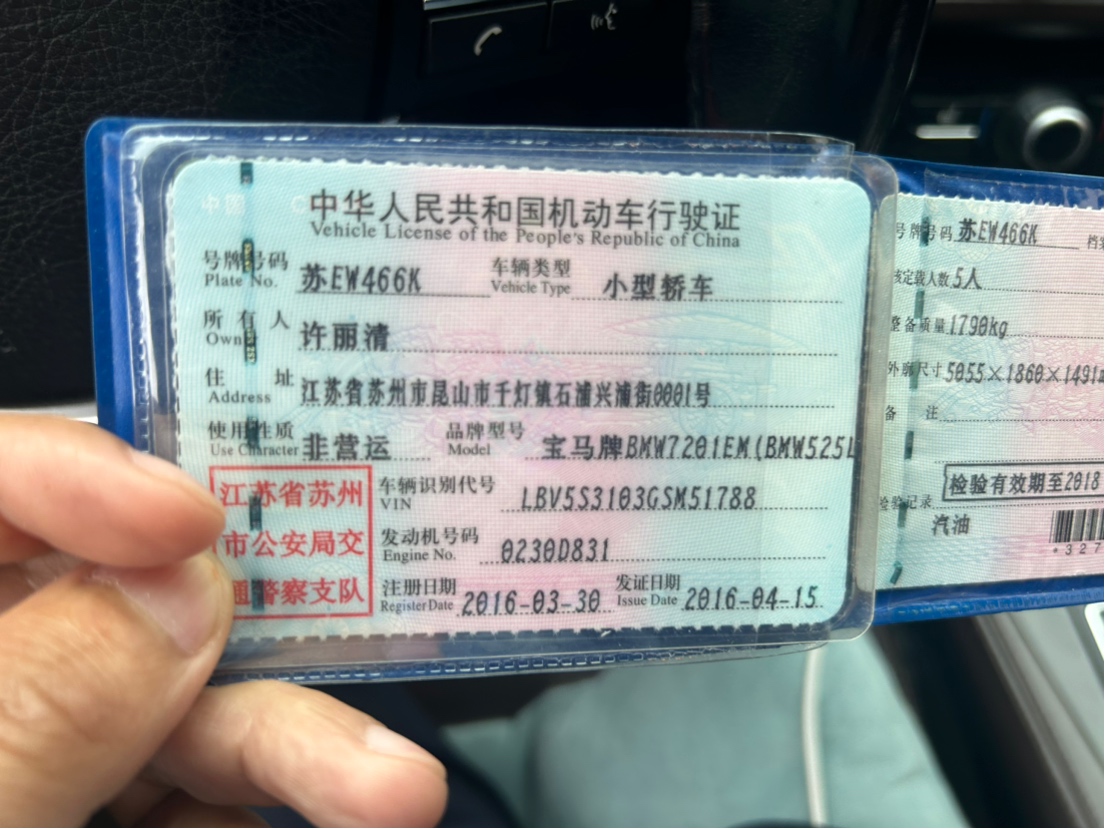 中华人民共和国机动车行驶证
Vehicle License of the People's Republic of China
号牌号码 苏EW466K 车辆类型 小型轿车
Plate No. Vehicle Type
所有人 许丽清
Owner
住址 江苏省苏州市昆山市千灯镇石浦兴浦街0001号
Address
使用性质 非营运 品牌型号 宝马牌BMW7201EM(BMW525L
Use Character Model
江苏省苏州
市公安局交
通警察支队
车辆识别代号 LBV5S3103GSM51788
VIN
发动机号码 0230D831
Engine No.
注册日期 2016-03-30 发证日期 2016-04-15
Register Date Issue Date
号牌号码 苏EW466K 档
核定载人数 5人
整备质量 1790kg
外廓尺寸 5055×1860×1491
备注
检验有效期至2018
检验记录
汽油
*327